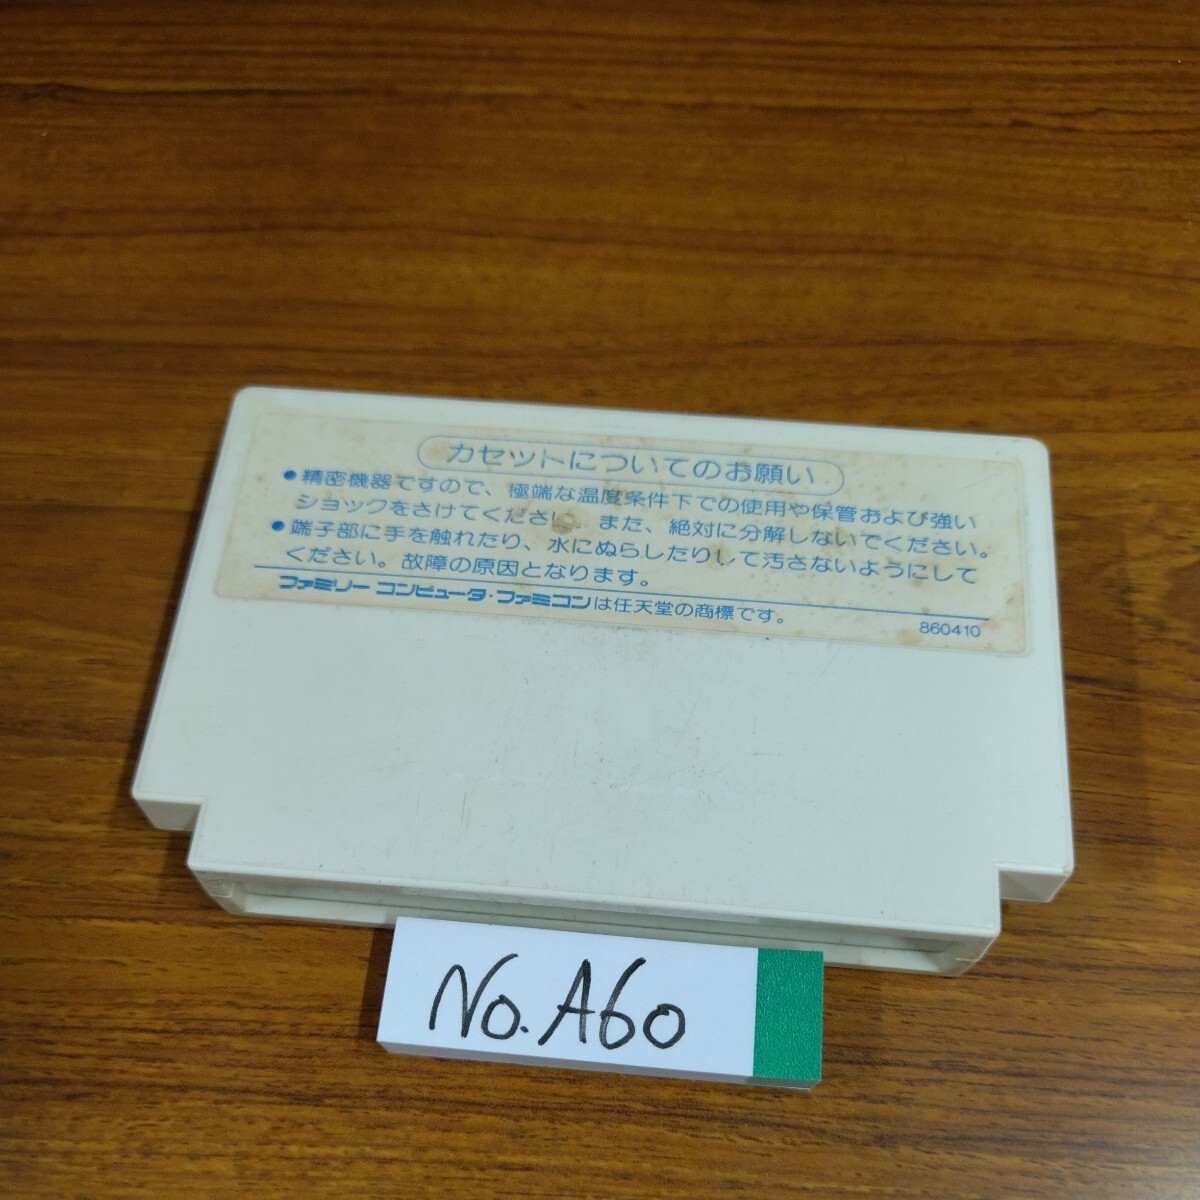 カセットについてのお願い
●精密機器ですので、極端な温度条件下での使用や保管および強い
ショックをさけてください。また、絶対に分解しないでください。
●端子部に手を触れたり、水にぬらしたりして汚さないようにして
ください。故障の原因となります。
ファミリーコンピュータ・ファミコンは任天堂の商標です。
860410
No.A60